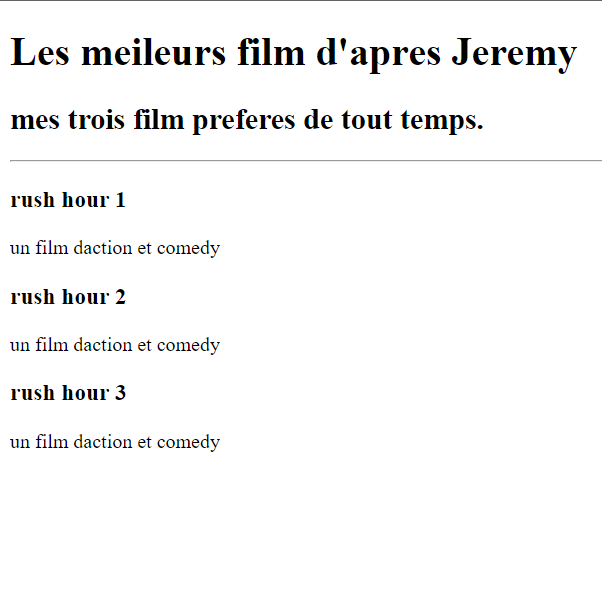 Les meileurs film d'apres Jeremy
mes trois film preferes de tout temps.
rush hour 1
un film daction et comedy
rush hour 2
un film daction et comedy
rush hour 3
un film daction et comedy